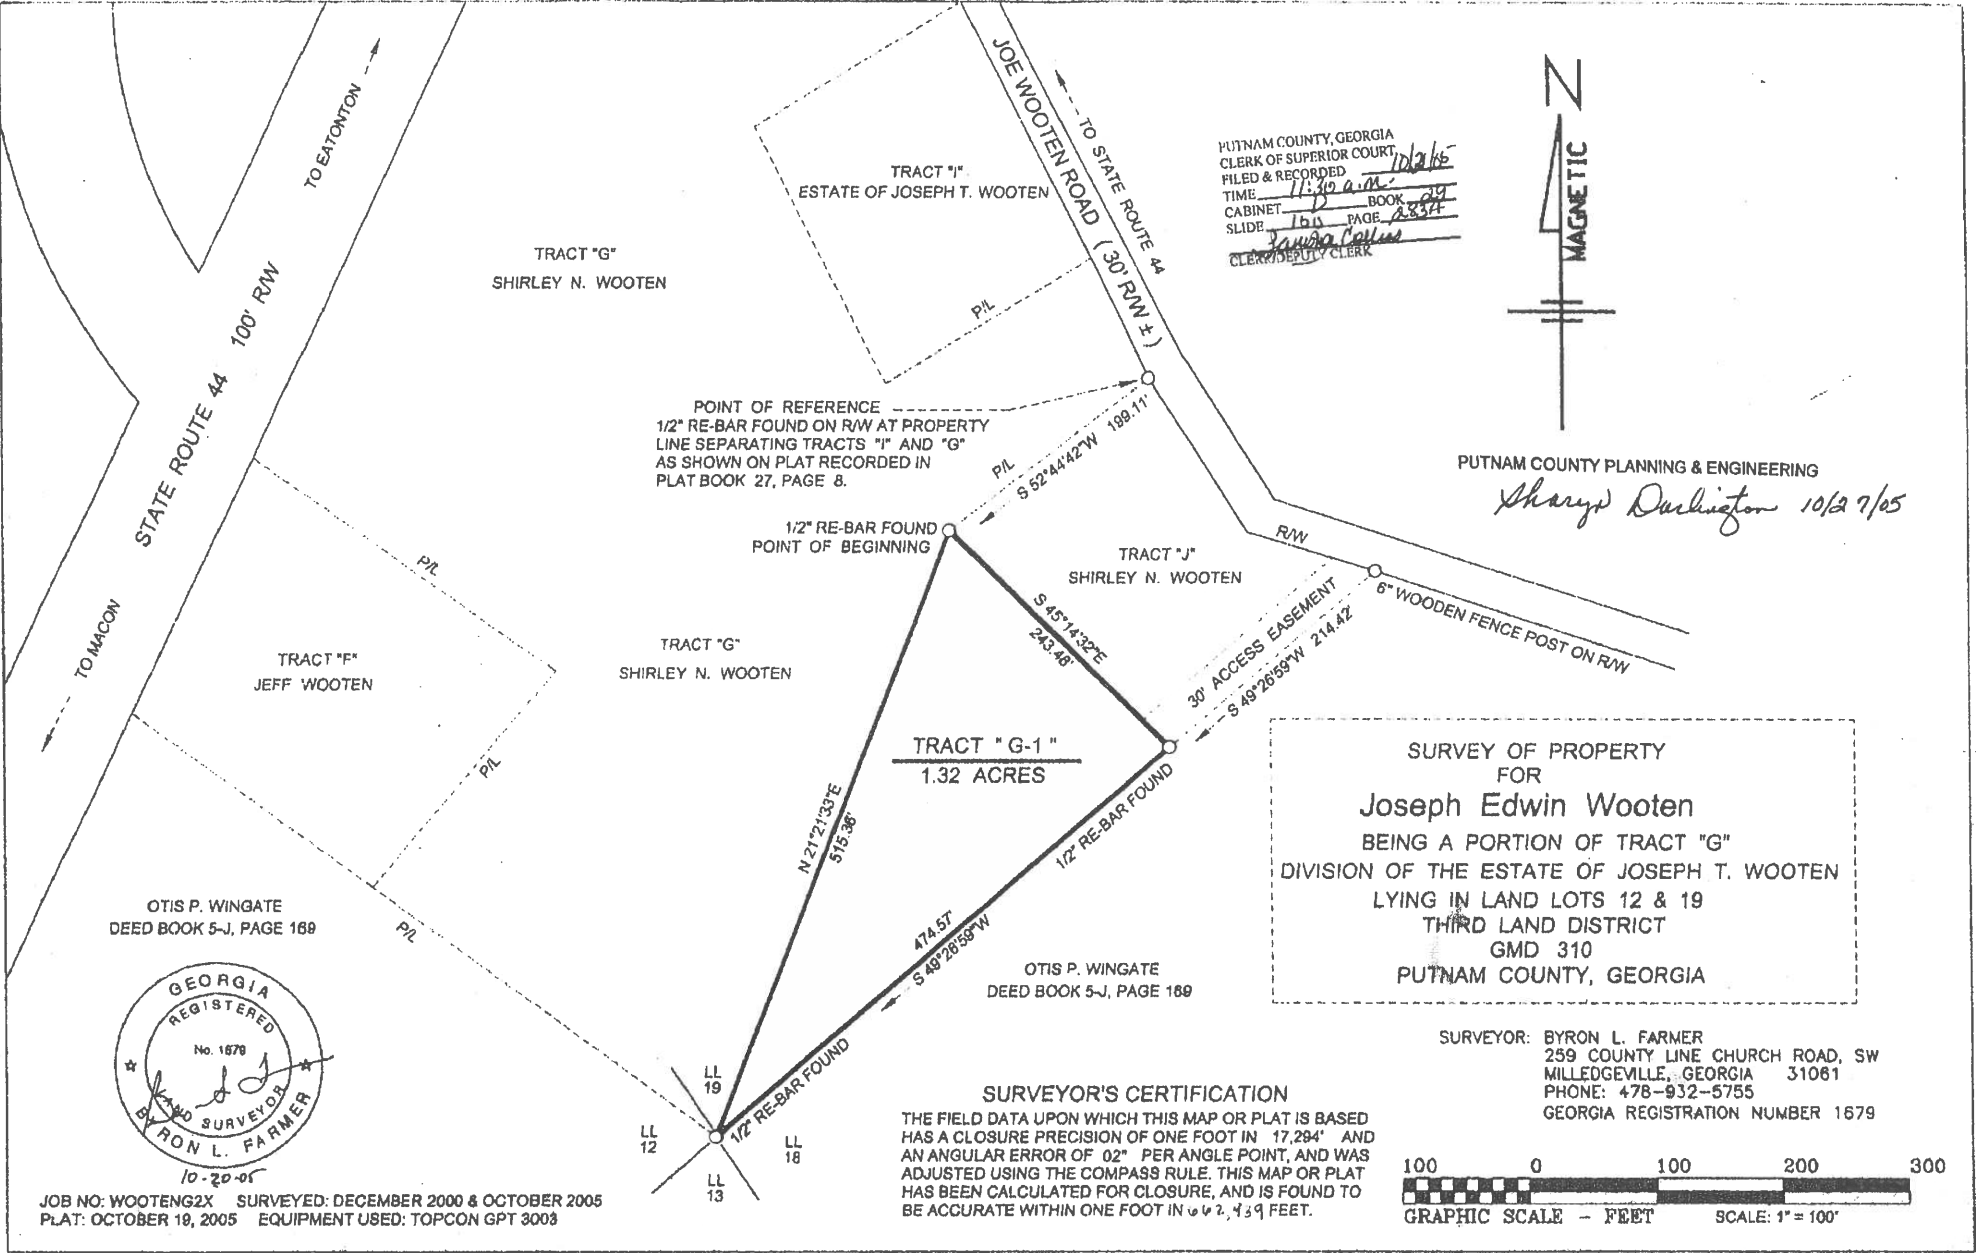 TO EATONTON
STATE ROUTE 44 100' R/W
TO MACON
TRACT "G"
SHIRLEY N. WOOTEN
TRACT "I"
ESTATE OF JOSEPH T. WOOTEN
P/L
JOE WOOTEN ROAD ( 30' R/W ± )
TO STATE ROUTE 44
PUTNAM COUNTY, GEORGIA
CLERK OF SUPERIOR COURT
FILED & RECORDED 10/21/05
TIME 11:30 a.m.
CABINET D BOOK 29
SLIDE 160 PAGE
CLERK/DEPUTY CLERK
N
MAGNETIC
PUTNAM COUNTY PLANNING & ENGINEERING
Sharyn Darlington 10/27/05
POINT OF REFERENCE
1/2" RE-BAR FOUND ON R/W AT PROPERTY
LINE SEPARATING TRACTS "I" AND "G"
AS SHOWN ON PLAT RECORDED IN
PLAT BOOK 27, PAGE 8.
P/L
S 52°44'42"W 199.11'
1/2" RE-BAR FOUND
POINT OF BEGINNING
TRACT "J"
SHIRLEY N. WOOTEN
R/W
6" WOODEN FENCE POST ON R/W
30' ACCESS EASEMENT
S 49°26'59"W 214.42'
S 45°14'32"E
243.46'
P/L
TRACT "F"
JEFF WOOTEN
P/L
TRACT "G"
SHIRLEY N. WOOTEN
TRACT "G-1"
1.32 ACRES
N 21°21'33"E
515.36'
1/2" RE-BAR FOUND
474.57'
S 49°26'59"W
OTIS P. WINGATE
DEED BOOK 5-J, PAGE 169
P/L
OTIS P. WINGATE
DEED BOOK 5-J, PAGE 169
1/2" RE-BAR FOUND
LL
19
LL
12
LL
18
LL
13
GEORGIA
REGISTERED
No. 1679
LAND SURVEYOR
BYRON L. FARMER
10-20-05
JOB NO: WOOTENG2X SURVEYED: DECEMBER 2000 & OCTOBER 2005
PLAT: OCTOBER 19, 2005 EQUIPMENT USED: TOPCON GPT 3003
SURVEY OF PROPERTY
FOR
Joseph Edwin Wooten
BEING A PORTION OF TRACT "G"
DIVISION OF THE ESTATE OF JOSEPH T. WOOTEN
LYING IN LAND LOTS 12 & 19
THIRD LAND DISTRICT
GMD 310
PUTNAM COUNTY, GEORGIA
SURVEYOR: BYRON L. FARMER
259 COUNTY LINE CHURCH ROAD, SW
MILLEDGEVILLE, GEORGIA 31061
PHONE: 478-932-5755
GEORGIA REGISTRATION NUMBER 1679
SURVEYOR'S CERTIFICATION
THE FIELD DATA UPON WHICH THIS MAP OR PLAT IS BASED
HAS A CLOSURE PRECISION OF ONE FOOT IN 17,294' AND
AN ANGULAR ERROR OF 02" PER ANGLE POINT, AND WAS
ADJUSTED USING THE COMPASS RULE. THIS MAP OR PLAT
HAS BEEN CALCULATED FOR CLOSURE, AND IS FOUND TO
BE ACCURATE WITHIN ONE FOOT IN 662,939 FEET.
100 0 100 200 300
GRAPHIC SCALE - FEET SCALE: 1" = 100'